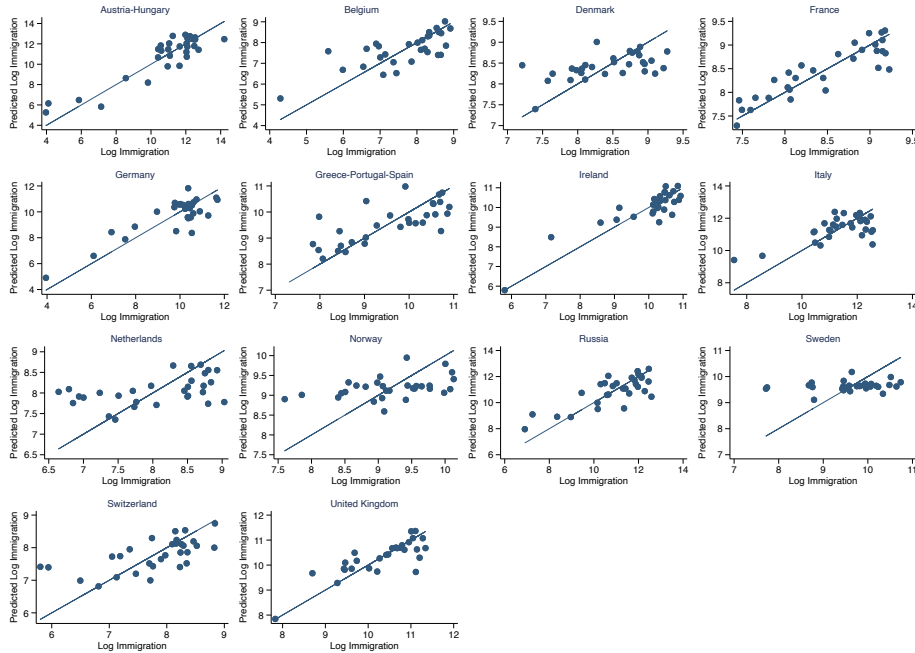 Austria-Hungary
Predicted Log Immigration
14
12
10
8
6
4
4 6 8 10 12 14
Log Immigration
Belgium
Predicted Log Immigration
9
8
7
6
5
4
4 5 6 7 8 9
Log Immigration
Denmark
Predicted Log Immigration
9.5
9
8.5
8
7.5
7
7 7.5 8 8.5 9 9.5
Log Immigration
France
Predicted Log Immigration
9.5
9
8.5
8
7.5
7.5 8 8.5 9 9.5
Log Immigration
Germany
Predicted Log Immigration
12
10
8
6
4
4 6 8 10 12
Log Immigration
Greece-Portugal-Spain
Predicted Log Immigration
11
10
9
8
7
7 8 9 10 11
Log Immigration
Ireland
Predicted Log Immigration
11
10
9
8
7
6
6 7 8 9 10 11
Log Immigration
Italy
Predicted Log Immigration
14
12
10
8
8 10 12 14
Log Immigration
Netherlands
Predicted Log Immigration
9
8.5
8
7.5
7
6.5
6.5 7 7.5 8 8.5 9
Log Immigration
Norway
Predicted Log Immigration
10
9.5
9
8.5
8
7.5
7.5 8 8.5 9 9.5 10
Log Immigration
Russia
Predicted Log Immigration
14
12
10
8
6
6 8 10 12 14
Log Immigration
Sweden
Predicted Log Immigration
11
10
9
8
7
7 8 9 10 11
Log Immigration
Switzerland
Predicted Log Immigration
9
8
7
6
6 7 8 9
Log Immigration
United Kingdom
Predicted Log Immigration
12
11
10
9
8
8 9 10 11 12
Log Immigration